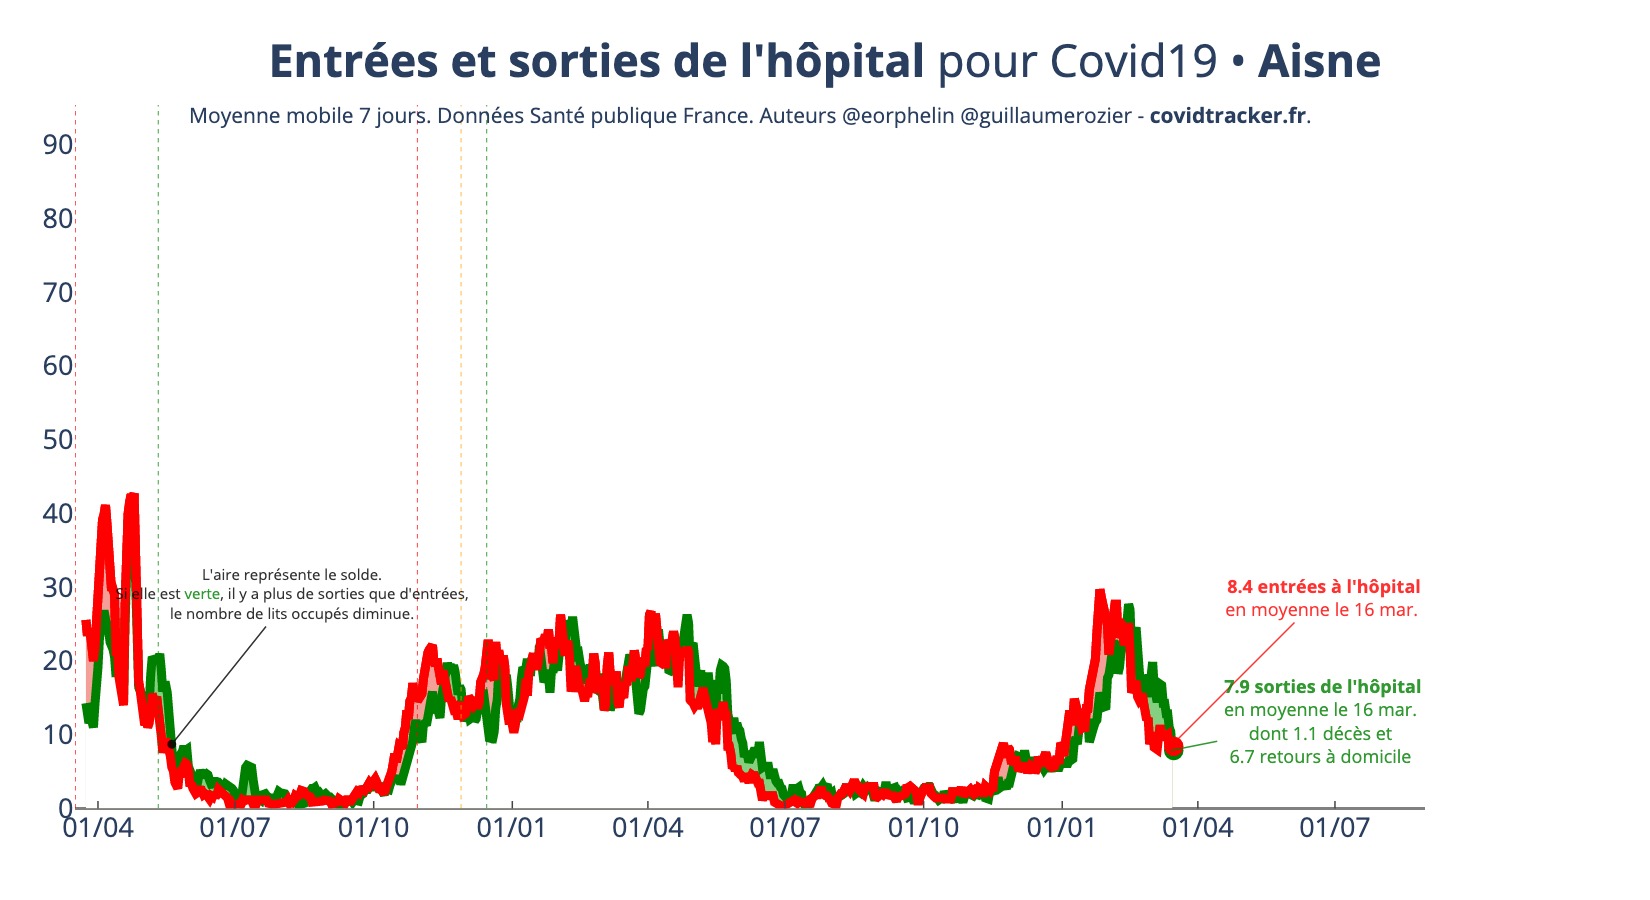 Entrées et sorties de l'hôpital pour Covid19 • Aisne
Moyenne mobile 7 jours. Données Santé publique France. Auteurs @eorphelin @guillaumerozier - covidtracker.fr.
90
80
70
60
50
40
30
20
10
0
L'aire représente le solde.
Si elle est verte, il y a plus de sorties que d'entrées,
le nombre de lits occupés diminue.
8.4 entrées à l'hôpital
en moyenne le 16 mar.
7.9 sorties de l'hôpital
en moyenne le 16 mar.
dont 1.1 décès et
6.7 retours à domicile
01/04 01/07 01/10 01/01 01/04 01/07 01/10 01/01 01/04 01/07